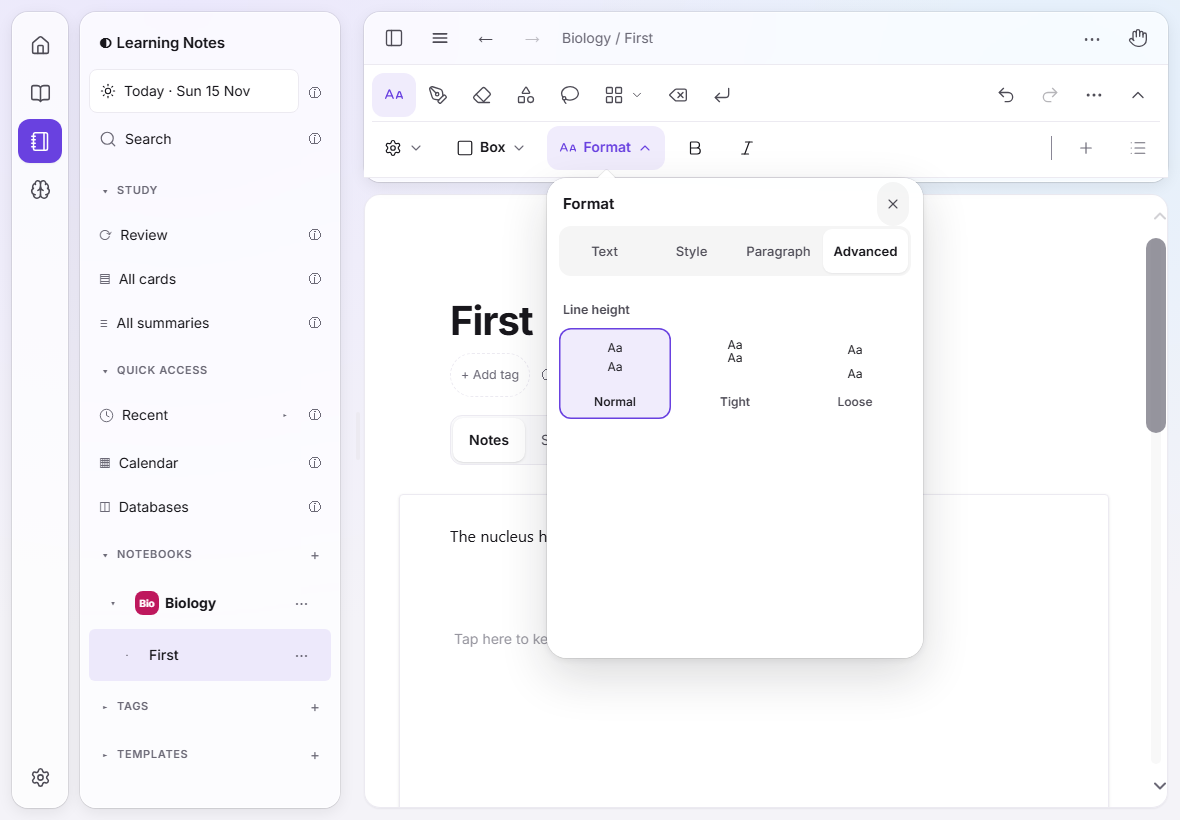 Learning Notes
Today · Sun 15 Nov
Search
STUDY
Review
All cards
All summaries
QUICK ACCESS
Recent
Calendar
Databases
NOTEBOOKS
Bio Biology
First
TAGS
TEMPLATES
Biology / First
AA
Box
AA Format
B I
Format
Text Style Paragraph Advanced
Line height
Aa
Aa
Normal
Aa
Aa
Tight
Aa
Aa
Loose
First
+ Add tag
Notes S
The nucleus h
Tap here to ke